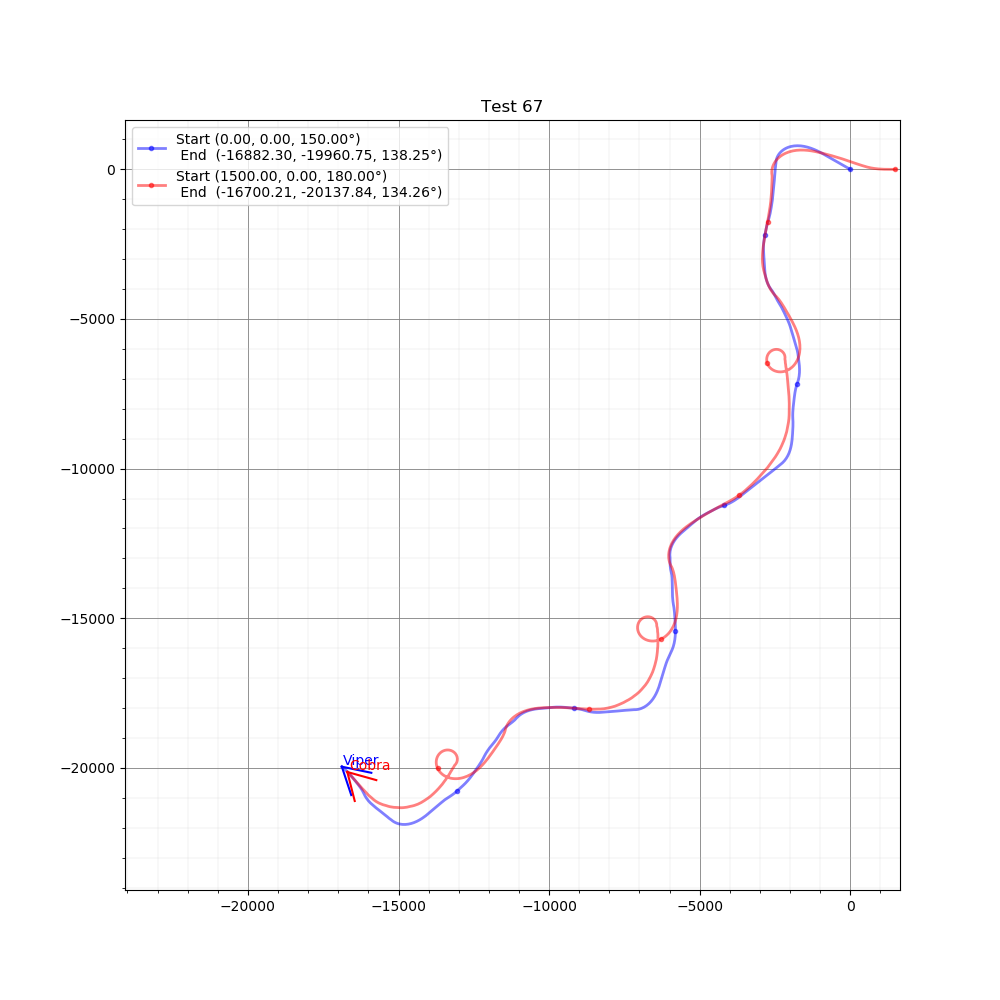 Test 67
Start (0.00, 0.00, 150.00°)
End (-16882.30, -19960.75, 138.25°)
Start (1500.00, 0.00, 180.00°)
End (-16700.21, -20137.84, 134.26°)
0
−5000
−10000
−15000
−20000
Viper
Cobra
−20000 −15000 −10000 −5000 0